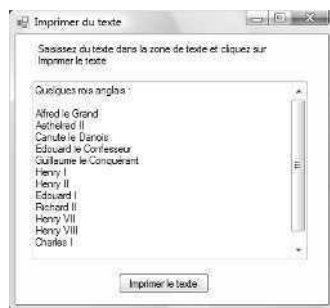 Imprimer du texte
Saisissez du texte dans la zone de texte et cliquez sur
Imprimer le texte
Quelques rois anglais :
Alfred le Grand
Aethelred II
Canute le Danois
Edouard le Confesseur
Guillaume le Conquérant
Henry I
Henry II
Edouard I
Richard II
Henry VII
Henry VIII
Charles I
Imprimer le texte